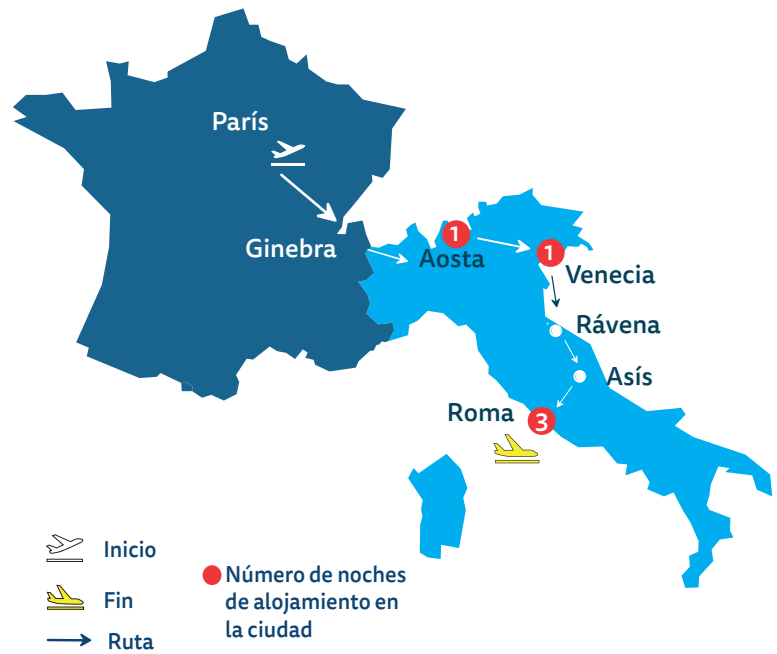 París
Ginebra
1
Aosta
1
Venecia
Rávena
Asís
Roma
3
Inicio
Fin
Ruta
Número de noches
de alojamiento en
la ciudad